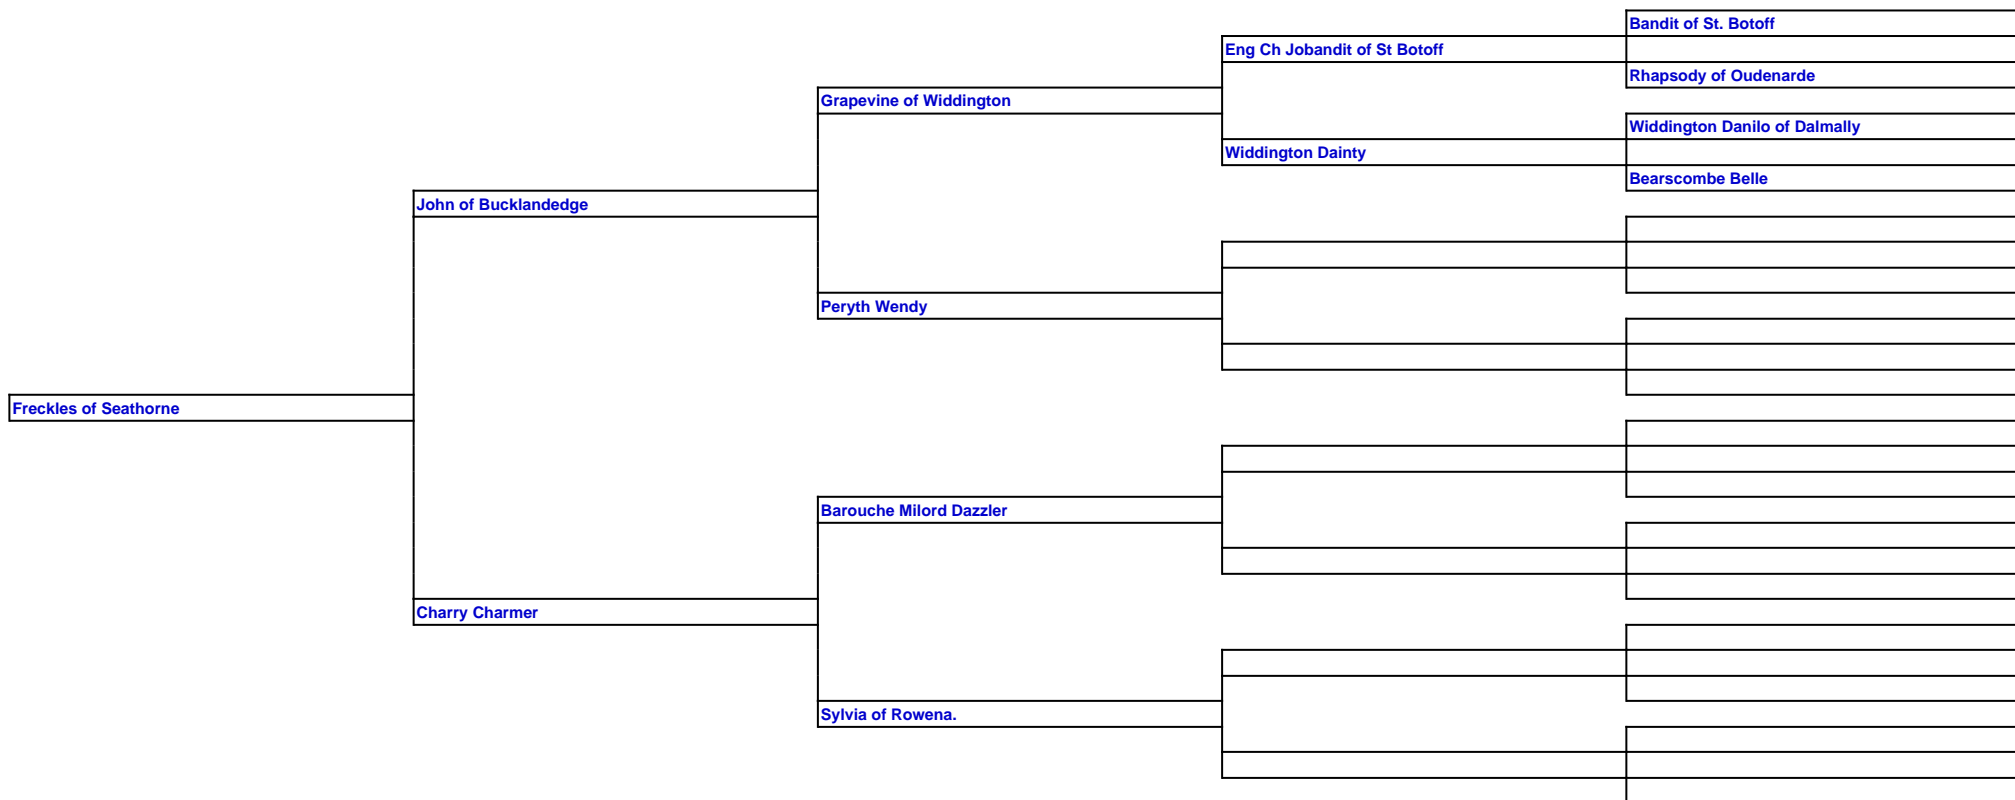 Bandit of St. Botoff
Eng Ch Jobandit of St Botoff
Rhapsody of Oudenarde
Grapevine of Widdington
Widdington Danilo of Dalmally
Widdington Dainty
Bearscombe Belle
John of Bucklandedge
Peryth Wendy
Freckles of Seathorne
Barouche Milord Dazzler
Charry Charmer
Sylvia of Rowena.